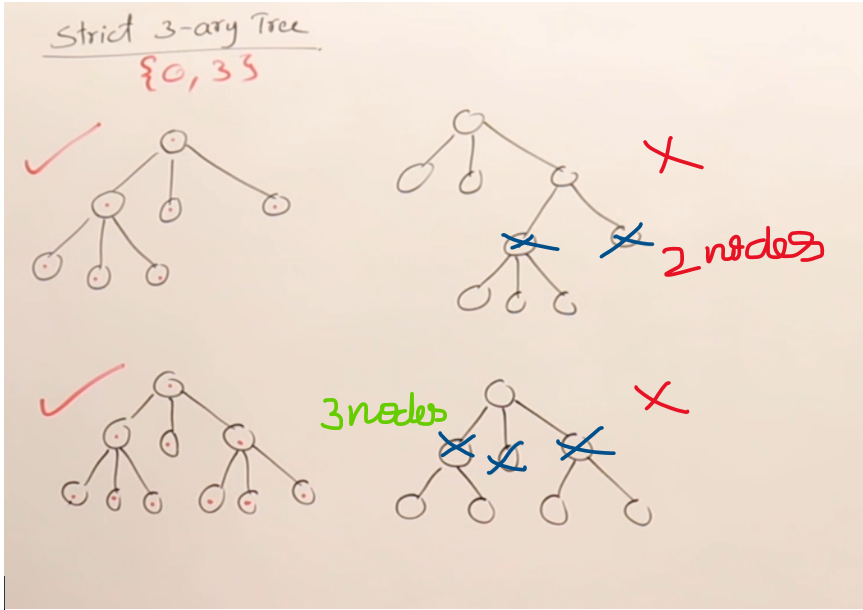 Strict 3-ary Tree
{0, 3}
2 nodes
3 nodes